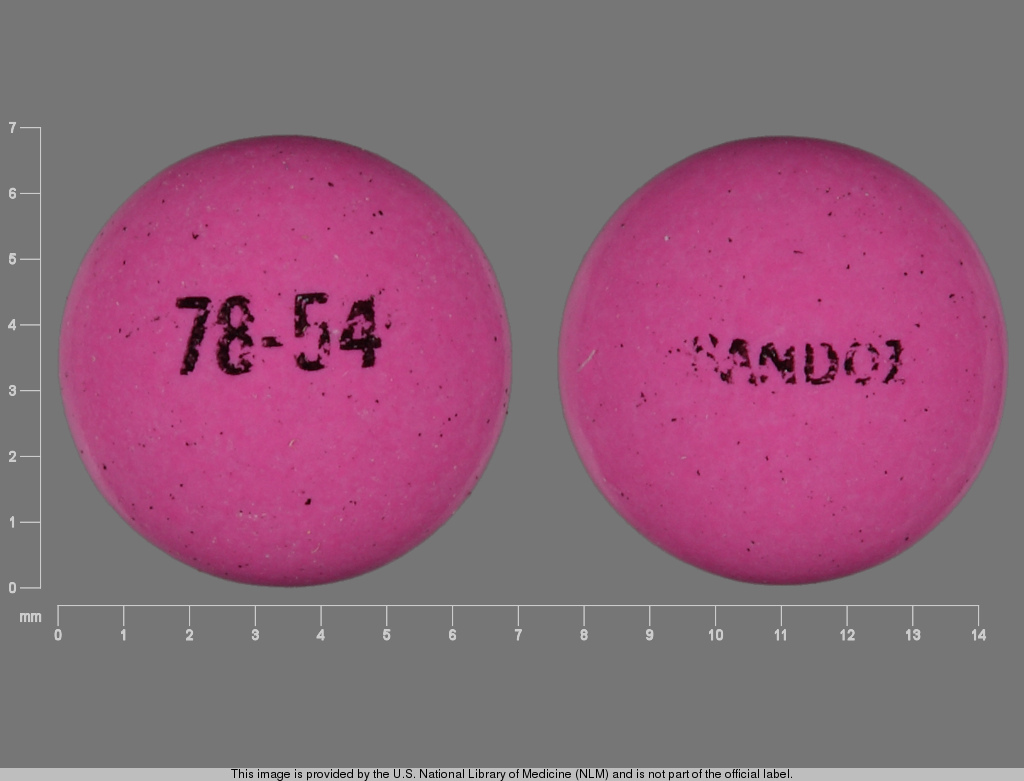 78-54
SANDOZ
7
6
5
4
3
2
1
0
mm
0 1 2 3 4 5 6 7 8 9 10 11 12 13 14
This image is provided by the U.S. National Library of Medicine (NLM) and is not part of the official label.